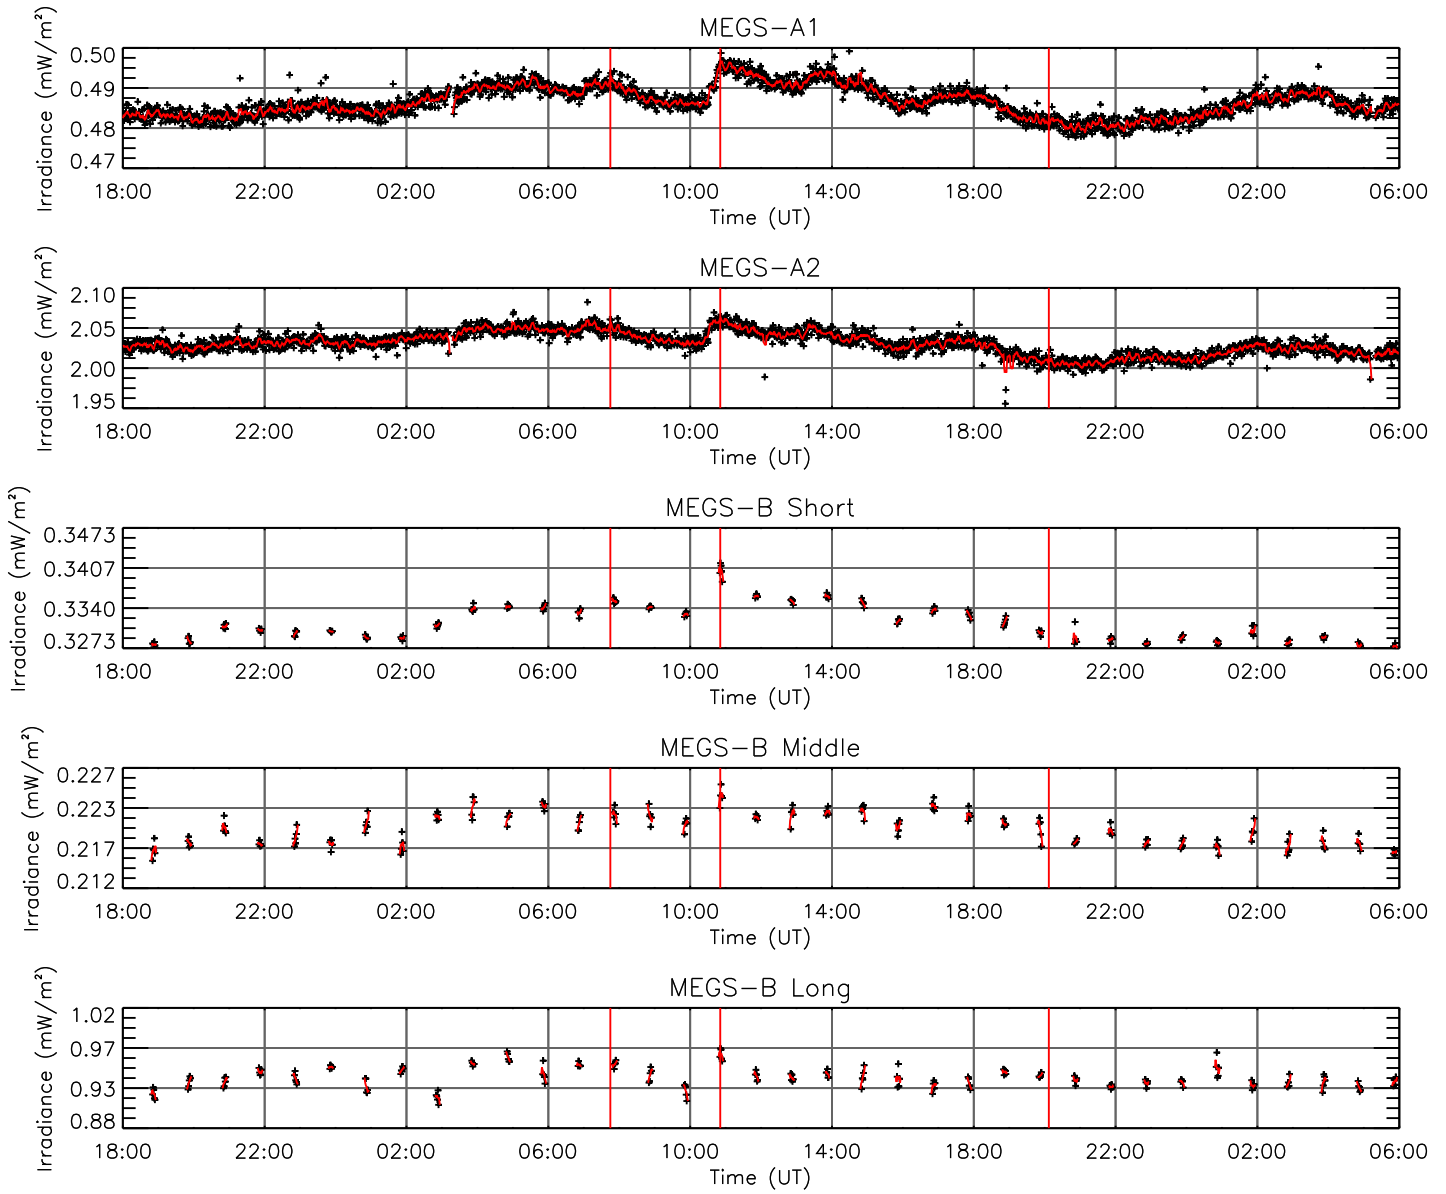 MEGS-A1
Irradiance (mW/m²)
0.50
0.49
0.48
0.47
18:00 22:00 02:00 06:00 10:00 14:00 18:00 22:00 02:00 06:00
Time (UT)
MEGS-A2
Irradiance (mW/m²)
2.10
2.05
2.00
1.95
18:00 22:00 02:00 06:00 10:00 14:00 18:00 22:00 02:00 06:00
Time (UT)
MEGS-B Short
Irradiance (mW/m²)
0.3473
0.3407
0.3340
0.3273
18:00 22:00 02:00 06:00 10:00 14:00 18:00 22:00 02:00 06:00
Time (UT)
MEGS-B Middle
Irradiance (mW/m²)
0.227
0.223
0.217
0.212
18:00 22:00 02:00 06:00 10:00 14:00 18:00 22:00 02:00 06:00
Time (UT)
MEGS-B Long
Irradiance (mW/m²)
1.02
0.97
0.93
0.88
18:00 22:00 02:00 06:00 10:00 14:00 18:00 22:00 02:00 06:00
Time (UT)